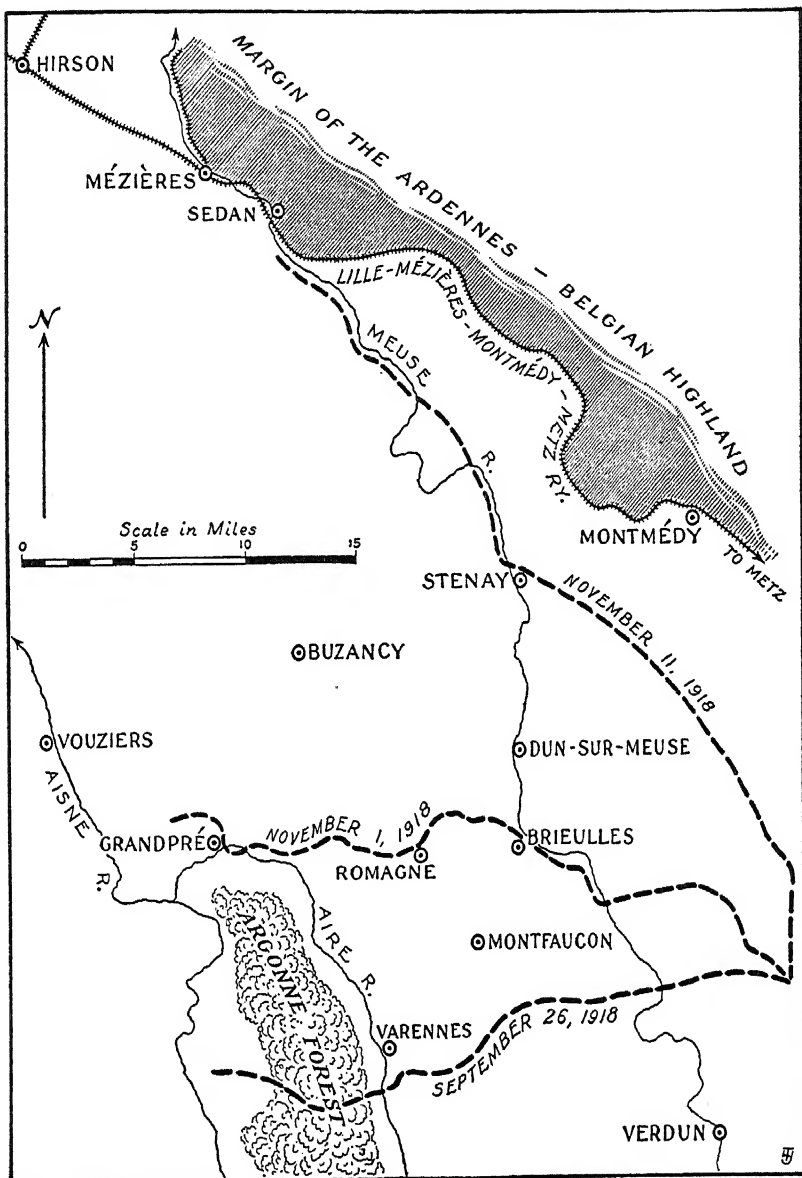 HIRSON
MARGIN OF THE ARDENNES – BELGIAN HIGHLAND
MÉZIÈRES
SEDAN
LILLE-MÉZIÈRES-MONTMÉDY-METZ RY.
N
MEUSE R.
Scale in Miles
0 5 10 15
MONTMÉDY
TO METZ
STENAY
NOVEMBER 11, 1918
BUZANCY
VOUZIERS
DUN-SUR-MEUSE
AISNE R.
GRANDPRÉ
NOVEMBER 1, 1918
BRIEULLES
ROMAGNE
ARGONNE FOREST
AIRE R.
MONTFAUCON
VARENNES
SEPTEMBER 26, 1918
VERDUN